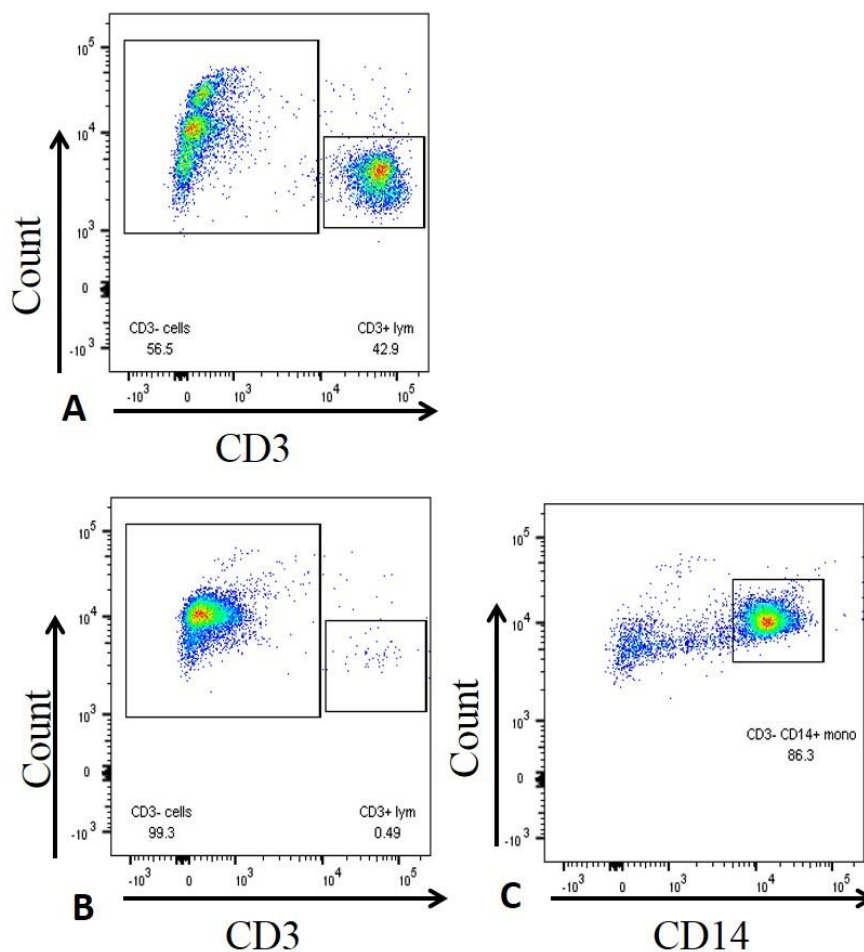 10^5
10^4
10^3
0
-10^3
Count
CD3- cells
56.5
CD3+ lym
42.9
-10^3 0 10^3 10^4 10^5
A
CD3
10^5
10^4
10^3
0
-10^3
Count
CD3- cells
99.3
CD3+ lym
0.49
-10^3 0 10^3 10^4 10^5
B
CD3
10^5
10^4
10^3
0
-10^3
Count
CD3- CD14+ mono
86.3
-10^3 0 10^3 10^4 10^5
C
CD14